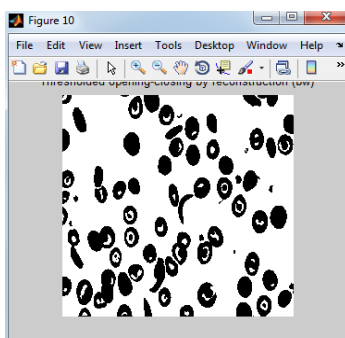 Figure 10
File Edit View Insert Tools Desktop Window Help
Thresholded opening-closing by reconstruction (bw)